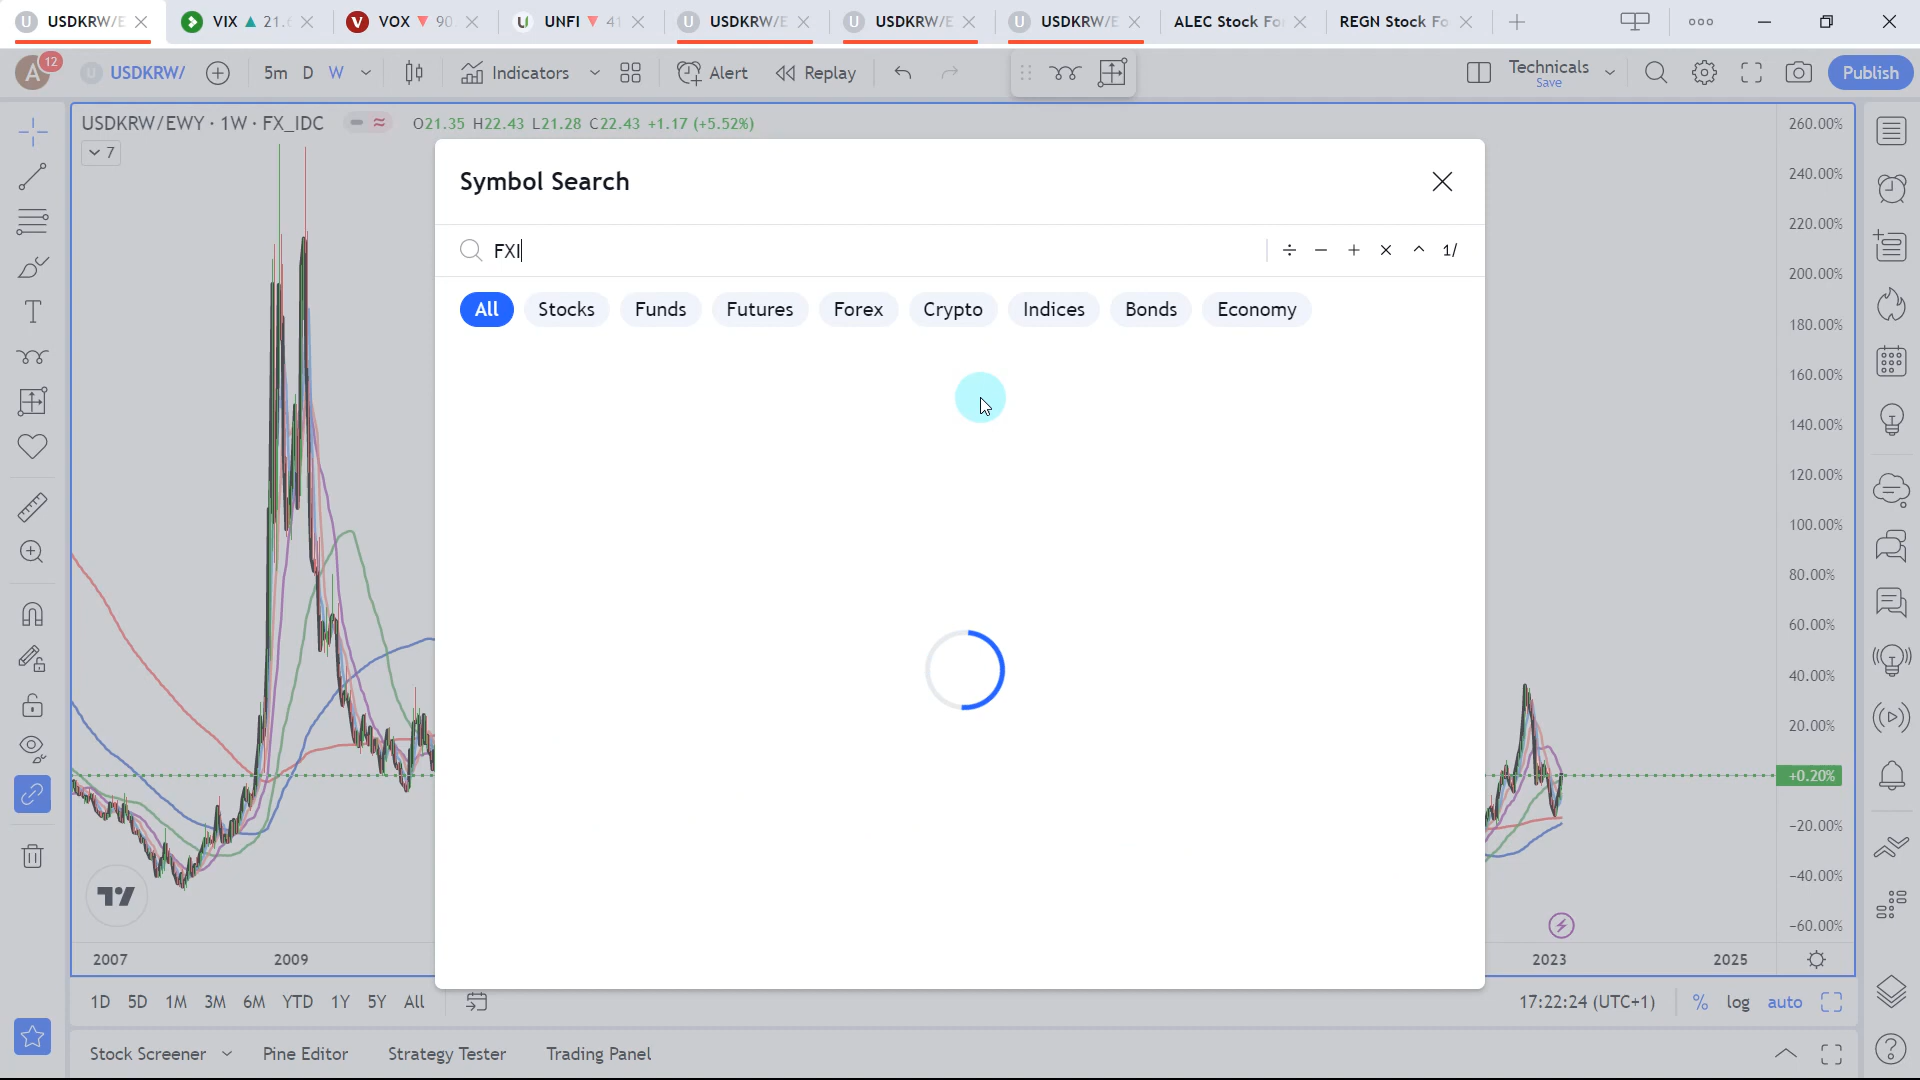 U USDKRW/E
VIX 21.
V VOX 90
U UNFI 41
U USDKRW/E
U USDKRW/E
U USDKRW/E
ALEC Stock Fo
REGN Stock Fo
A 12
U USDKRW/
5m D W
Indicators
Alert
Replay
Technicals
Save
Publish
USDKRW/EWY · 1W · FX_IDC
O21.35 H22.43 L21.28 C22.43 +1.17 (+5.52%)
7
Symbol Search
FXI
÷ − + × ^ 1/
All Stocks Funds Futures Forex Crypto Indices Bonds Economy
260.00%
240.00%
220.00%
200.00%
180.00%
160.00%
140.00%
120.00%
100.00%
80.00%
60.00%
40.00%
20.00%
+0.20%
-20.00%
-40.00%
-60.00%
2007 2009 2023 2025
1D 5D 1M 3M 6M YTD 1Y 5Y All
17:22:24 (UTC+1) % log auto
Stock Screener Pine Editor Strategy Tester Trading Panel